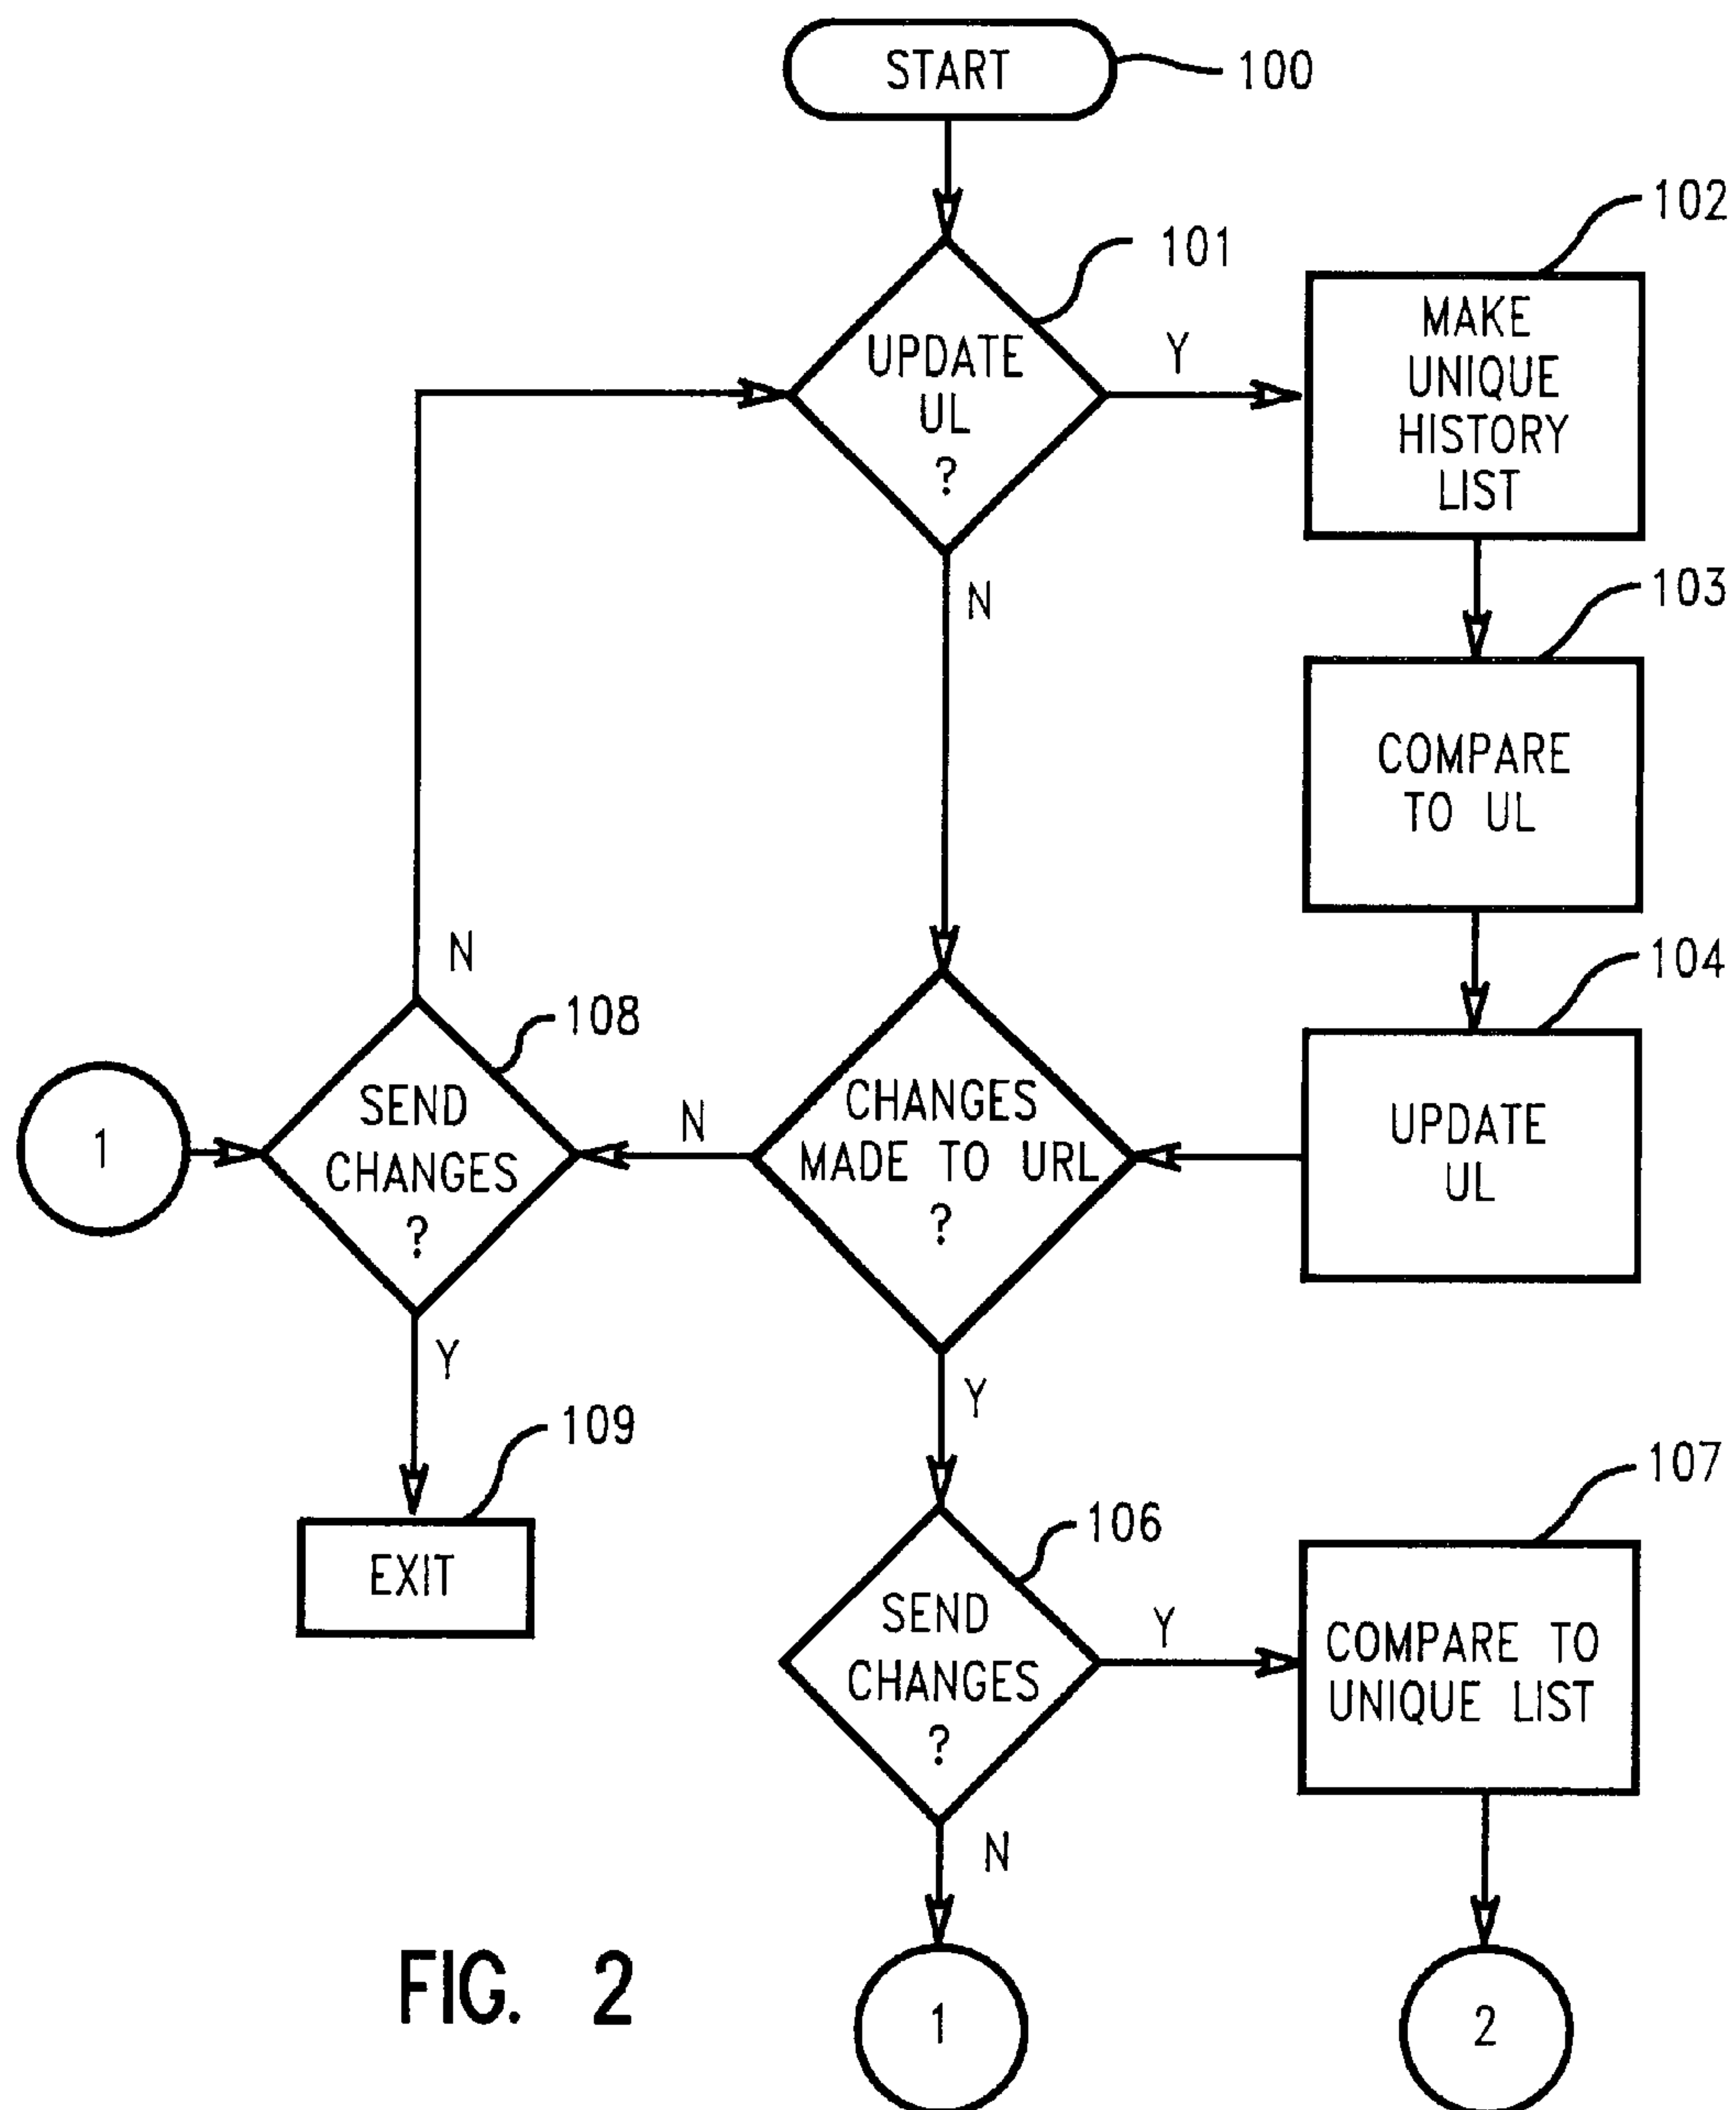 START
100
101
UPDATE
UL
?
Y
N
102
MAKE
UNIQUE
HISTORY
LIST
103
COMPARE
TO UL
104
UPDATE
UL
CHANGES
MADE TO URL
?
N
Y
108
SEND
CHANGES
?
N
Y
1
109
EXIT
106
SEND
CHANGES
?
Y
N
107
COMPARE TO
UNIQUE LIST
1
2
FIG. 2